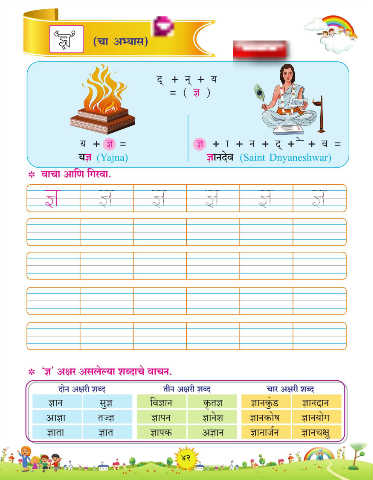 ज्ञ (चा अभ्यास)
द् + न् + य
= ( ज्ञ )
य + ज्ञ =
यज्ञ (Yajna)
ज्ञ + ा + न + द् + े + व =
ज्ञानदेव (Saint Dnyaneshwar)
* वाचा आणि गिरवा.
ज्ञ ज्ञ ज्ञ ज्ञ ज्ञ ज्ञ
* 'ज्ञ' अक्षर असलेल्या शब्दाचे वाचन.
दोन अक्षरी शब्द तीन अक्षरी शब्द चार अक्षरी शब्द
ज्ञान सुज्ञ विज्ञान कृतज्ञ ज्ञानकुंड ज्ञानदान
आज्ञा तज्ज्ञ ज्ञापन ज्ञानेश ज्ञानकोष ज्ञानयोग
ज्ञाता ज्ञात ज्ञापक अज्ञान ज्ञानार्जन ज्ञानचक्षु
४२